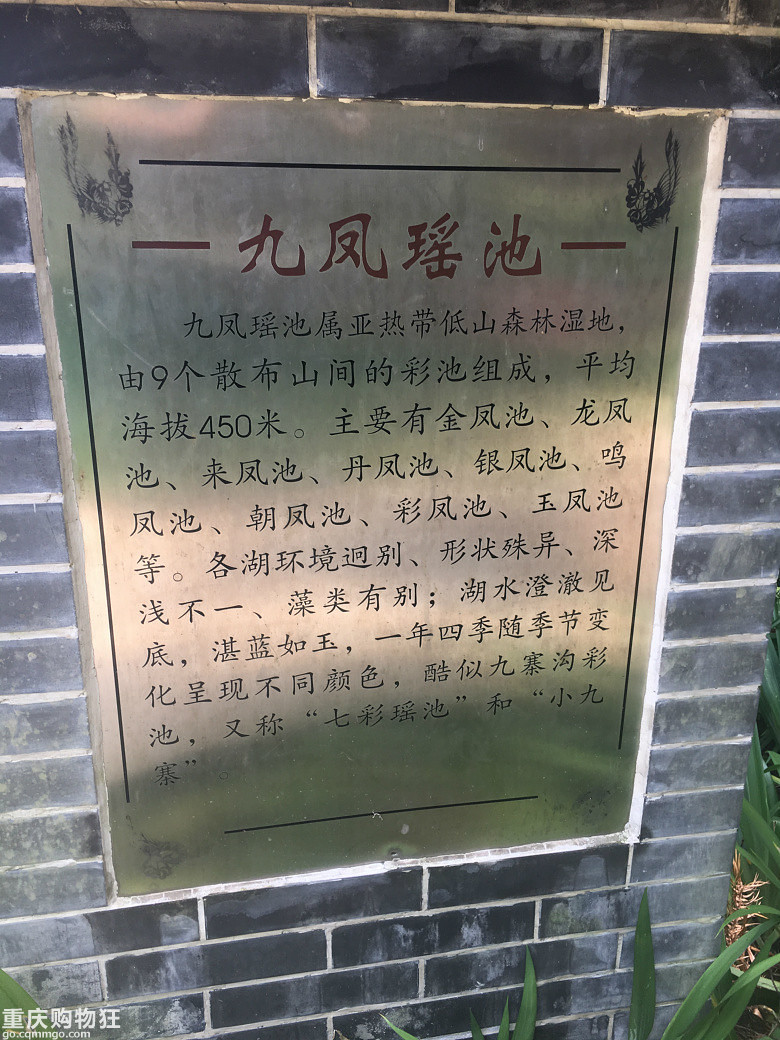 九凤瑶池
九凤瑶池属亚热带低山森林湿地，
由9个散布山间的彩池组成，平均
海拔450米。主要有金凤池、龙凤
池、来凤池、丹凤池、银凤池、鸣
凤池、朝凤池、彩凤池、玉凤池
等。各湖环境迥别、形状殊异、深
浅不一、藻类有别；湖水澄澈见
底，湛蓝如玉，一年四季随季节变
化呈现不同颜色，酷似九寨沟彩
池，又称“七彩瑶池”和“小九
寨”
重庆购物狂
go.cqmmgo.com